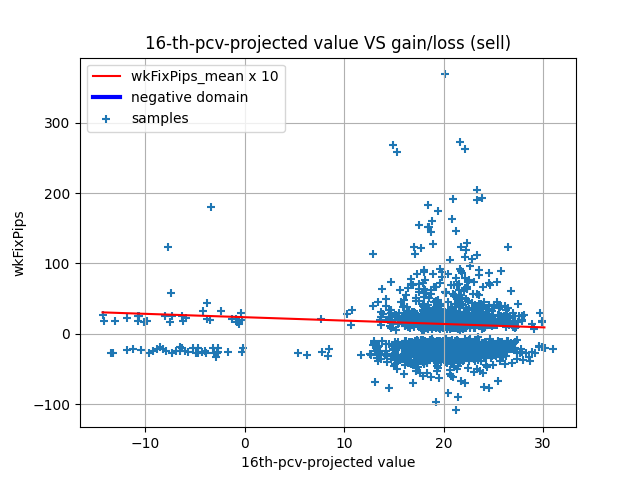 16-th-pcv-projected value VS gain/loss (sell)
wkFixPips_mean x 10
negative domain
samples
wkFixPips
300
200
100
0
−100
−10
0
10
20
30
16th-pcv-projected value